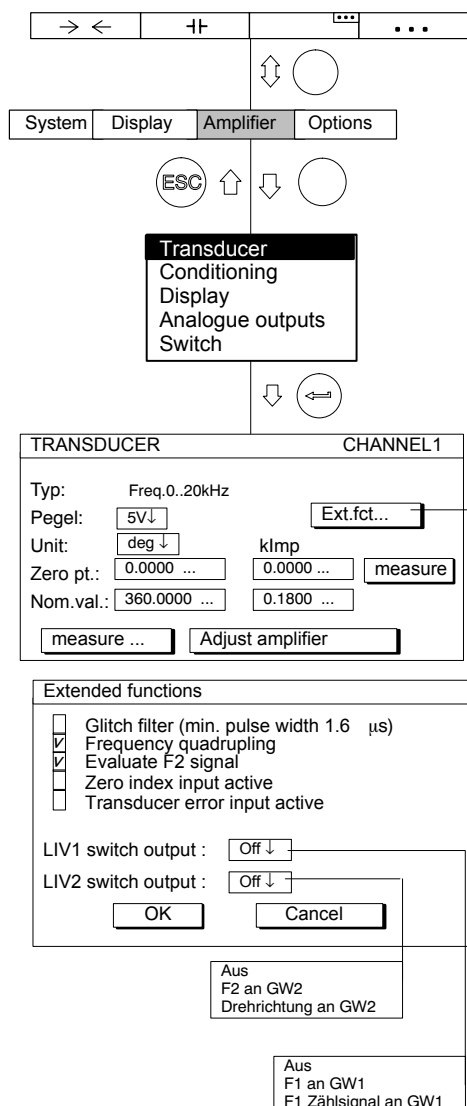 System Display Amplifier Options
ESC
Transducer
Conditioning
Display
Analogue outputs
Switch
TRANSDUCER CHANNEL1
Typ: Freq.0..20kHz
Pegel: 5V↓ Ext.fct...
Unit: deg ↓ kImp
Zero pt.: 0.0000 ... 0.0000 ... measure
Nom.val.: 360.0000 ... 0.1800 ...
measure ... Adjust amplifier
Extended functions
Glitch filter (min. pulse width 1.6 μs)
Frequency quadrupling
Evaluate F2 signal
Zero index input active
Transducer error input active
LIV1 switch output : Off ↓
LIV2 switch output : Off ↓
OK Cancel
Aus
F2 an GW2
Drehrichtung an GW2
Aus
F1 an GW1
F1 Zählsignal an GW1